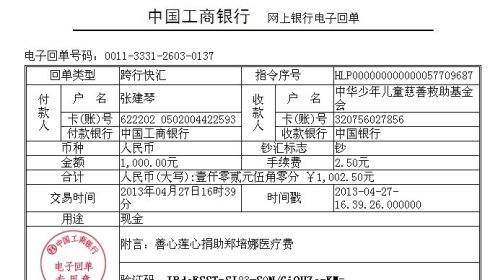 中国工商银行 网上银行电子回单
电子回单号码：0011-3331-2603-0137
回单类型 跨行快汇 指令序号 HLP000000000000057709687
付款人 户 名 张建琴 收款人 户 名 中华少年儿童慈善救助基金会
卡(账)号 622202 0502004422593 卡(账)号 320756027856
付款银行 中国工商银行 收款银行 中国银行
币种 人民币 钞汇标志 钞
金额 1,000.00元 手续费 2.50元
合计 人民币(大写):壹仟零贰元伍角零分 ￥1,002.50元
交易时间 2013年04月27日16时39分 时间戳 2013-04-27-16.39.26.000000
用途 现金
中国工商银行
电子回单
专用章
附言：善心莲心捐助郑培娜医疗费
验证码：